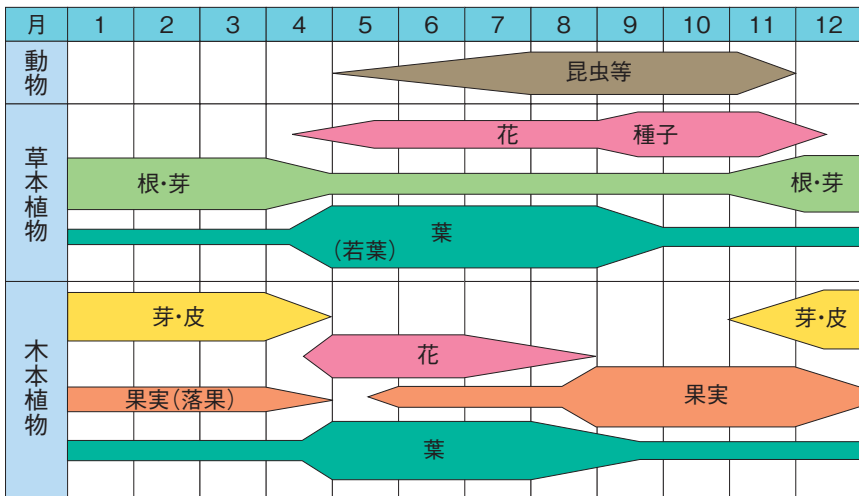 月 1 2 3 4 5 6 7 8 9 10 11 12
動物
昆虫等
草本植物
花 種子
根・芽 根・芽
葉
(若葉)
木本植物
芽・皮 芽・皮
花
果実(落果) 果実
葉